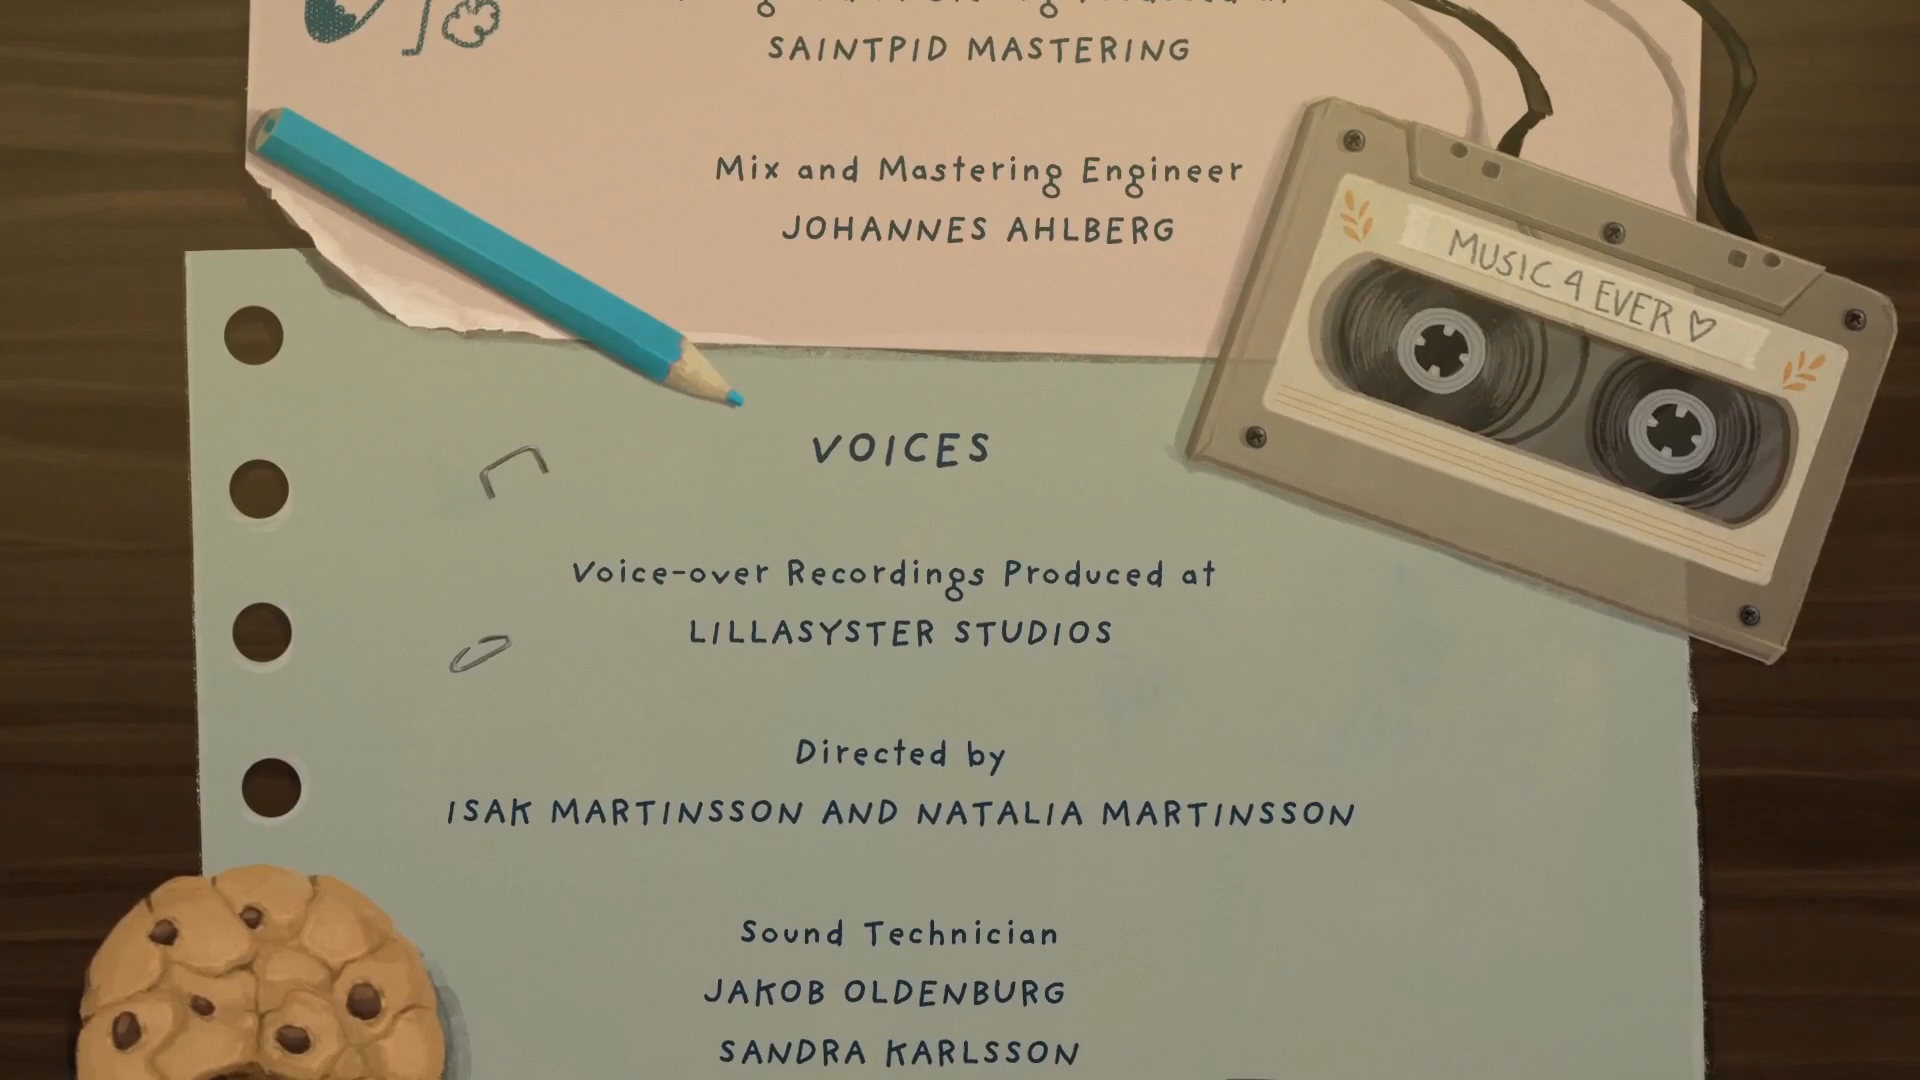 SAINTPID MASTERING
Mix and Mastering Engineer
JOHANNES AHLBERG
MUSIC 4 EVER ♡
VOICES
Voice-over Recordings Produced at
LILLASYSTER STUDIOS
Directed by
ISAK MARTINSSON AND NATALIA MARTINSSON
Sound Technician
JAKOB OLDENBURG
SANDRA KARLSSON